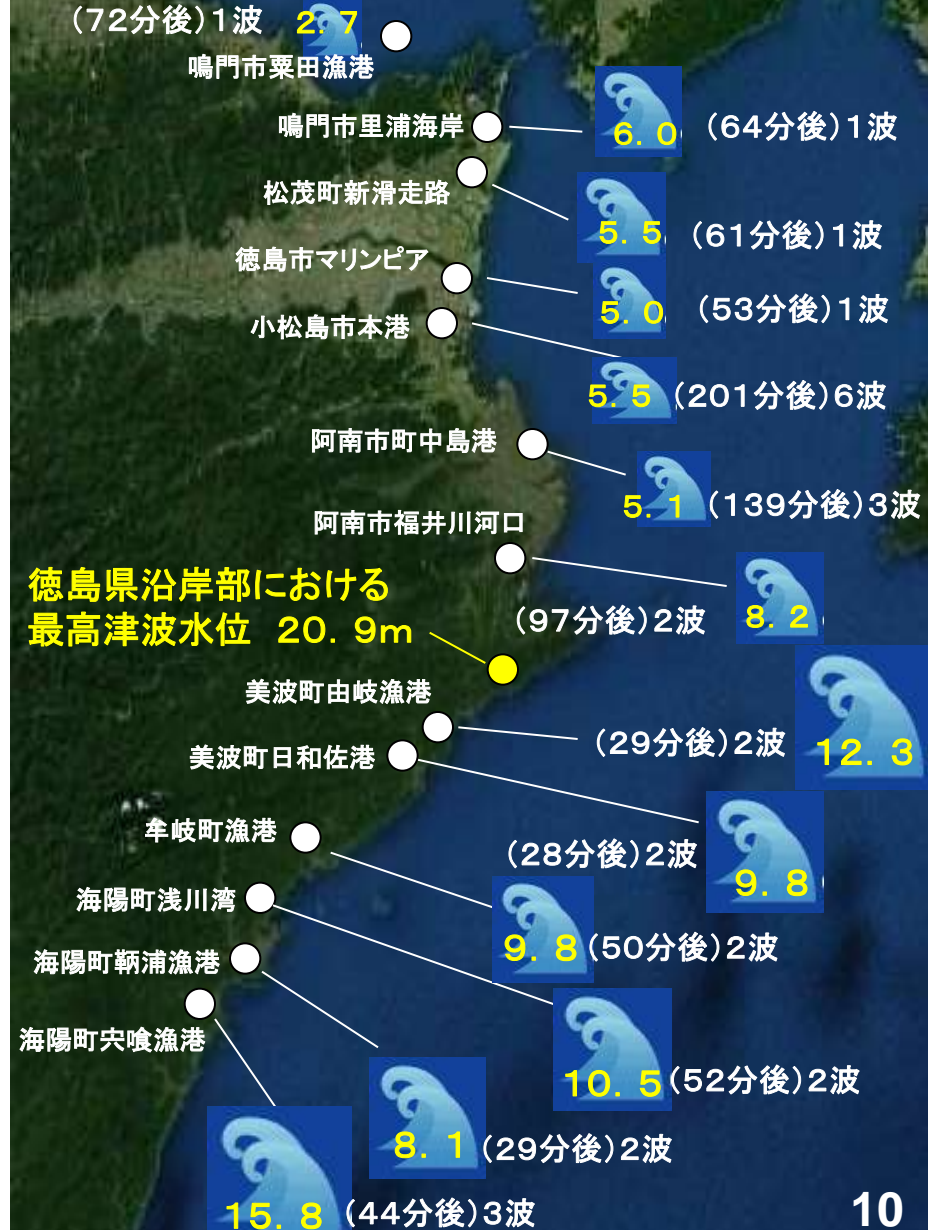 (72分後)1波 2.7
鳴門市粟田漁港
鳴門市里浦海岸
6.0 (64分後)1波
松茂町新滑走路
5.5 (61分後)1波
徳島市マリンピア
5.0 (53分後)1波
小松島市本港
5.5 (201分後)6波
阿南市町中島港
5.1 (139分後)3波
阿南市福井川河口
(97分後)2波 8.2
徳島県沿岸部における
最高津波水位 20.9m
美波町由岐漁港
(29分後)2波 12.3
美波町日和佐港
(28分後)2波 9.8
牟岐町漁港
9.8 (50分後)2波
海陽町浅川湾
10.5 (52分後)2波
海陽町鞆浦漁港
8.1 (29分後)2波
海陽町宍喰漁港
15.8 (44分後)3波
10